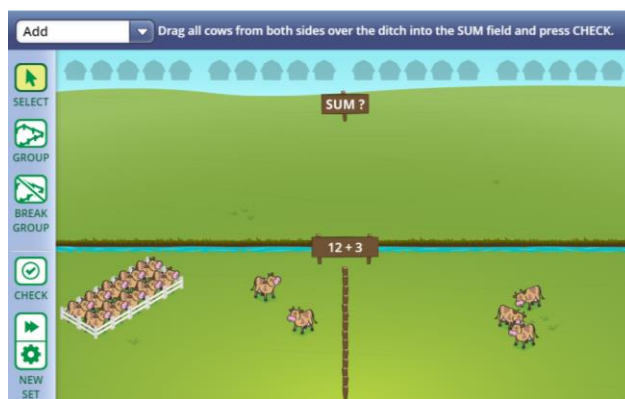 Add
Drag all cows from both sides over the ditch into the SUM field and press CHECK.
SELECT
GROUP
BREAK
GROUP
CHECK
NEW
SET
SUM ?
12 + 3